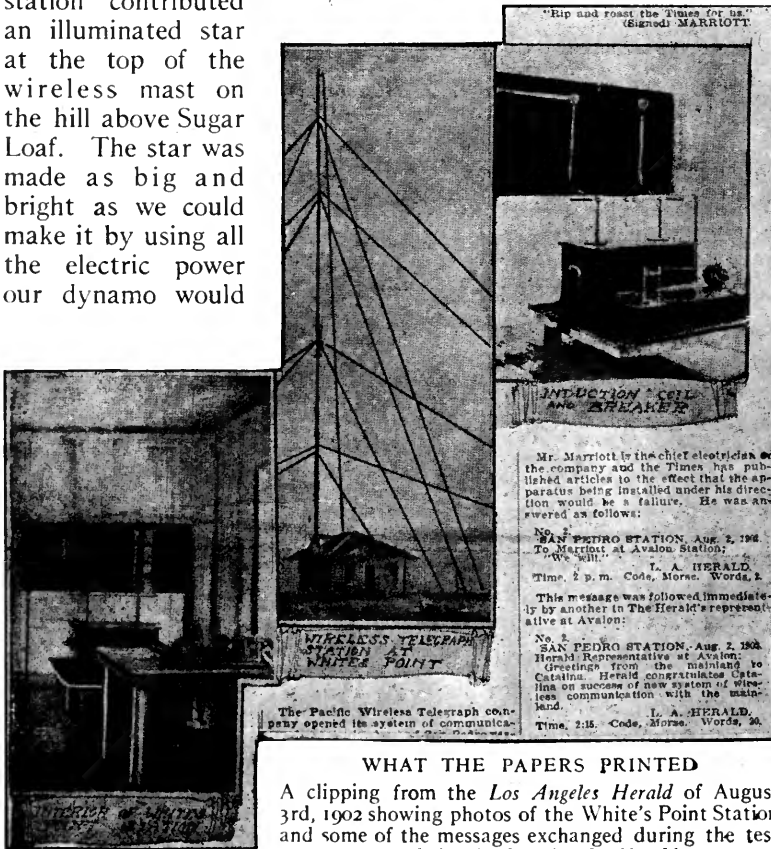 station contributed
an illuminated star
at the top of the
wireless mast on
the hill above Sugar
Loaf. The star was
made as big and
bright as we could
make it by using all
the electric power
our dynamo would
"Rip and roast the Times for us."
(Signed) MARRIOTT.
INDUCTION COIL
AND BREAKER
Mr. Marriott is the chief electrician
the company and the Times has pub-
lished articles to the effect that the ap-
paratus being installed under his direc-
tion would be a failure. He was an-
swered as follows:
No. 2.
SAN PEDRO STATION, Aug. 2, 1902.
To Marriott at Avalon Station;
"We will."
L. A. HERALD.
Time, 2 p. m. Code, Morse. Words, 2.
This message was followed immediate-
ly by another to The Herald's represent-
ative at Avalon:
No. 2.
SAN PEDRO STATION, Aug. 2, 1902.
Herald Representative at Avalon:
Greetings from the mainland to
Catalina. Herald congratulates Cata-
lina on success of new system of wire-
less communication with the main-
land.
L. A. HERALD.
Time, 2:15. Code, Morse. Words, 20.
WIRELESS TELEGRAPH
STATION AT
WHITES POINT
The Pacific Wireless Telegraph com-
pany opened its system of communica-
INTERIOR OF
STATION
WHAT THE PAPERS PRINTED
A clipping from the Los Angeles Herald of Augus
3rd, 1902 showing photos of the White's Point Station
and some of the messages exchanged during the tes